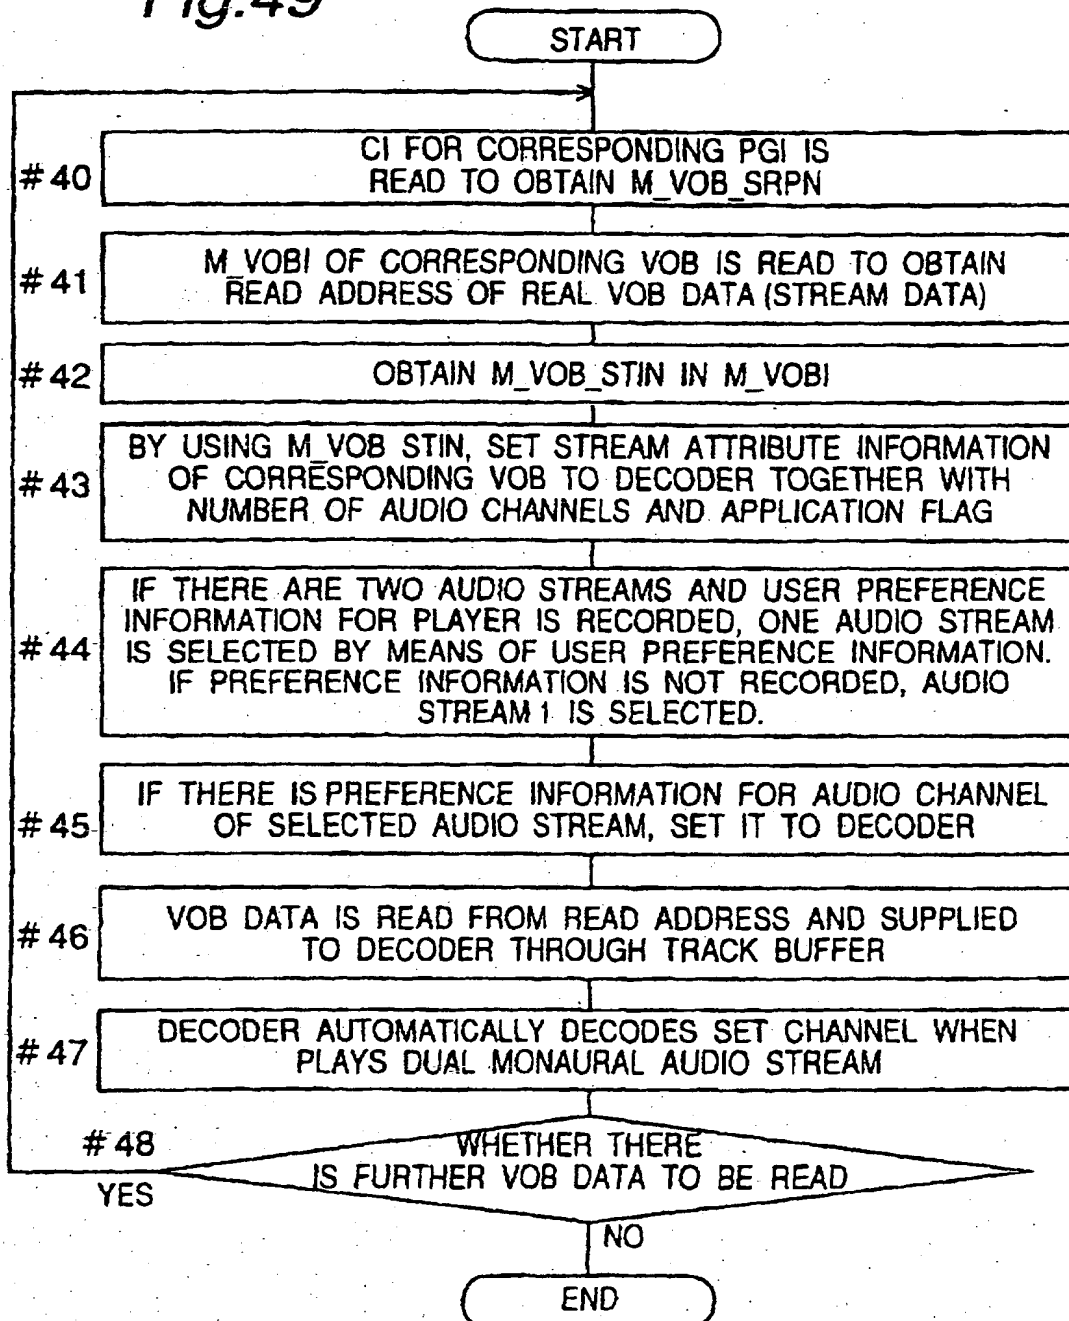 Fig.49
START
#40
CI FOR CORRESPONDING PGI IS
READ TO OBTAIN M_VOB_SRPN
#41
M_VOBI OF CORRESPONDING VOB IS READ TO OBTAIN
READ ADDRESS OF REAL VOB DATA (STREAM DATA)
#42
OBTAIN M_VOB_STIN IN M_VOBI
#43
BY USING M_VOB STIN, SET STREAM ATTRIBUTE INFORMATION
OF CORRESPONDING VOB TO DECODER TOGETHER WITH
NUMBER OF AUDIO CHANNELS AND APPLICATION FLAG
#44
IF THERE ARE TWO AUDIO STREAMS AND USER PREFERENCE
INFORMATION FOR PLAYER IS RECORDED, ONE AUDIO STREAM
IS SELECTED BY MEANS OF USER PREFERENCE INFORMATION.
IF PREFERENCE INFORMATION IS NOT RECORDED, AUDIO
STREAM 1 IS SELECTED.
#45
IF THERE IS PREFERENCE INFORMATION FOR AUDIO CHANNEL
OF SELECTED AUDIO STREAM, SET IT TO DECODER
#46
VOB DATA IS READ FROM READ ADDRESS AND SUPPLIED
TO DECODER THROUGH TRACK BUFFER
#47
DECODER AUTOMATICALLY DECODES SET CHANNEL WHEN
PLAYS DUAL MONAURAL AUDIO STREAM
#48
WHETHER THERE
IS FURTHER VOB DATA TO BE READ
YES
NO
END